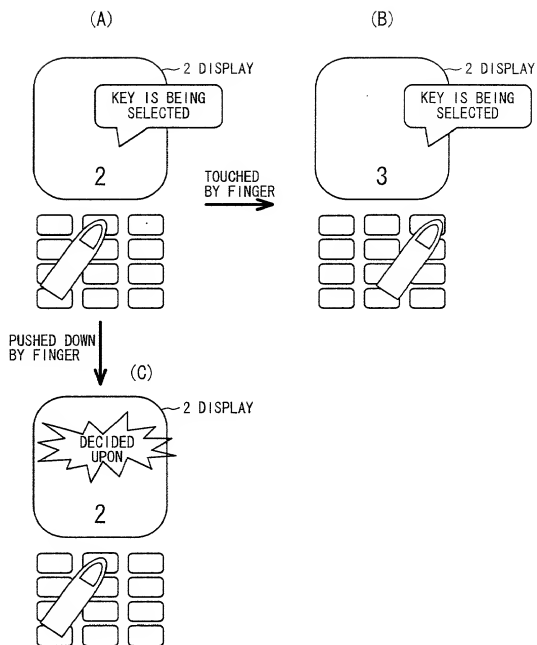 (A)
(B)
2 DISPLAY
2 DISPLAY
KEY IS BEING
SELECTED
KEY IS BEING
SELECTED
2
3
TOUCHED
BY FINGER
PUSHED DOWN
BY FINGER
(C)
2 DISPLAY
DECIDED
UPON
2